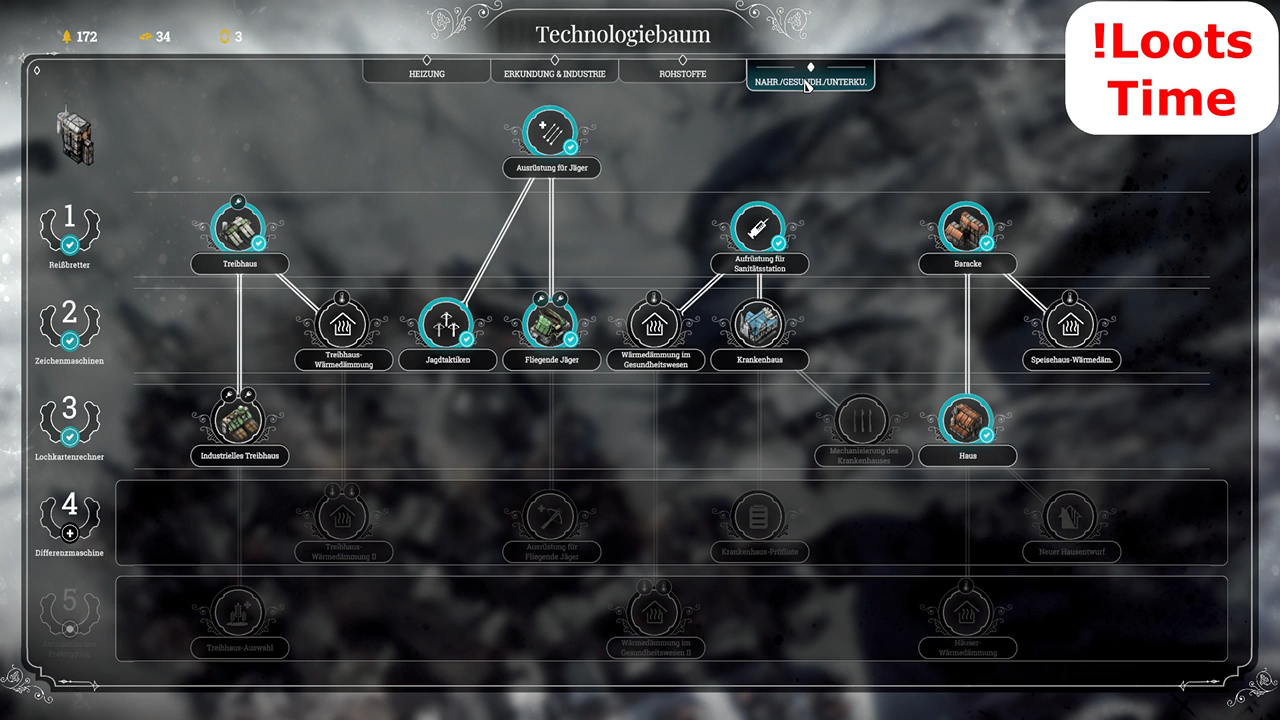 172 34 3
Technologiebaum
!Loots
Time
HEIZUNG
ERKUNDUNG & INDUSTRIE
ROHSTOFFE
NAHR./GESUNDH./UNTERKU.
Ausrüstung für Jäger
1
Reißbretter
Treibhaus
Aufrüstung für
Sanitätsstation
Baracke
2
Zeichenmaschinen
Treibhaus-
Wärmedämmung
Jagdtaktiken
Fliegende Jäger
Wärmedämmung im
Gesundheitswesen
Krankenhaus
Speisehaus-Wärmedäm.
3
Lochkartenrechner
Industrielles Treibhaus
Mechanisierung des
Krankenhauses
Haus
4
Differenzmaschine
Treibhaus-
Wärmedämmung II
Ausrüstung für
Fliegende Jäger
Krankenhaus-Prüfliste
Neuer Hausentwurf
5
Treibhaus-Auswahl
Wärmedämmung im
Gesundheitswesen II
Häuser-
Wärmedämmung